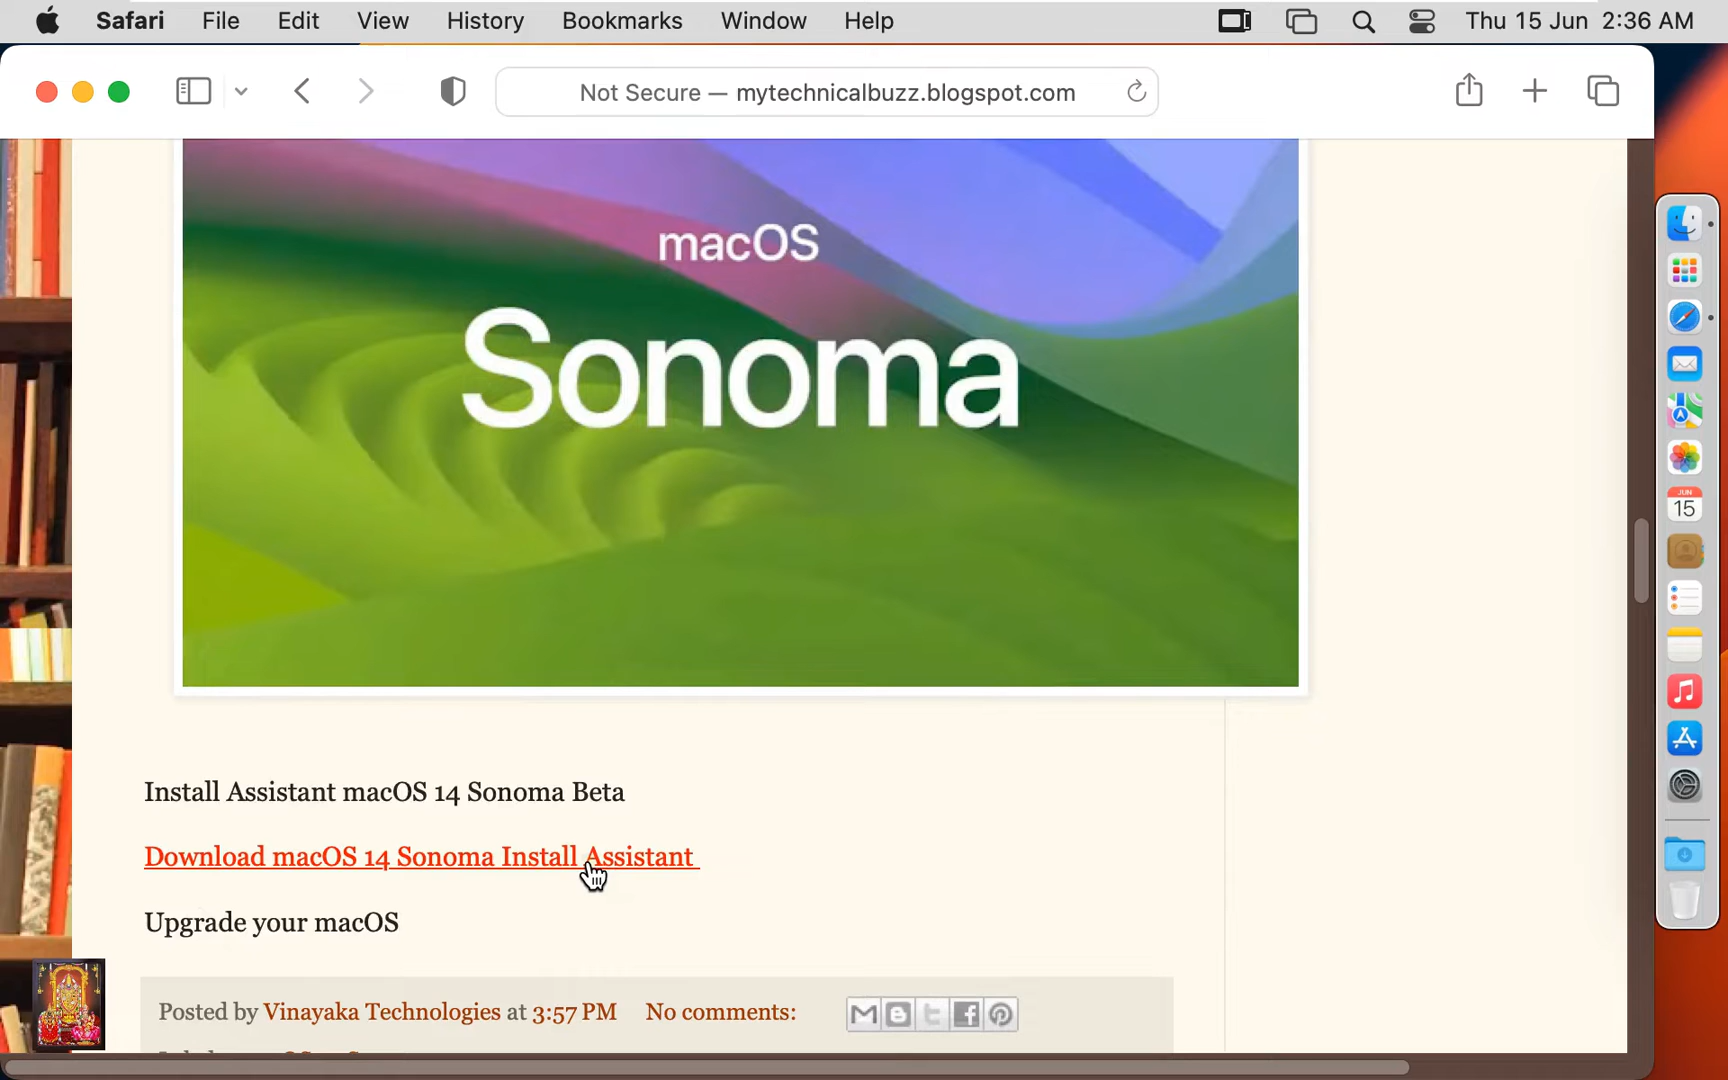 Safari File Edit View History Bookmarks Window Help Thu 15 Jun 2:36 AM
Not Secure — mytechnicalbuzz.blogspot.com
macOS
Sonoma
JUN
15
Install Assistant macOS 14 Sonoma Beta
Download macOS 14 Sonoma Install Assistant
Upgrade your macOS
Posted by Vinayaka Technologies at 3:57 PM No comments: